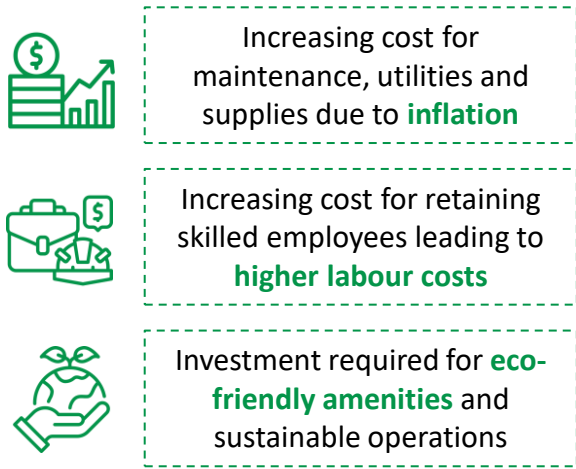 $
Increasing cost for
maintenance, utilities and
supplies due to inflation
$
Increasing cost for retaining
skilled employees leading to
higher labour costs
Investment required for eco-
friendly amenities and
sustainable operations